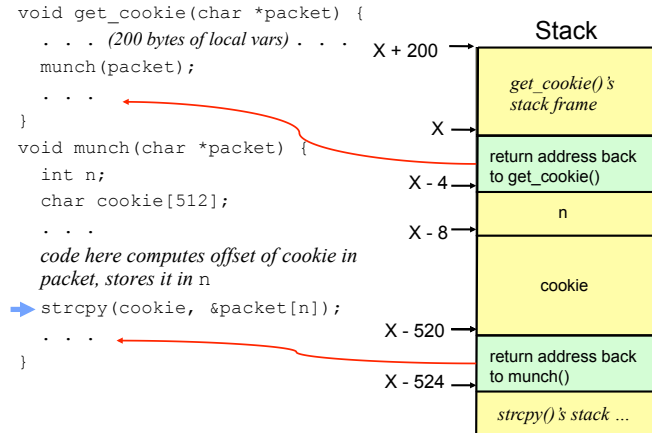 void get_cookie(char *packet) {
. . . (200 bytes of local vars) . . .
munch(packet);
. . .
}
void munch(char *packet) {
int n;
char cookie[512];
. . .
code here computes offset of cookie in
packet, stores it in n
strcpy(cookie, &packet[n]);
. . .
}
Stack
X + 200
get_cookie()'s
stack frame
X
return address back
to get_cookie()
X - 4
n
X - 8
cookie
X - 520
return address back
to munch()
X - 524
strcpy()'s stack ...